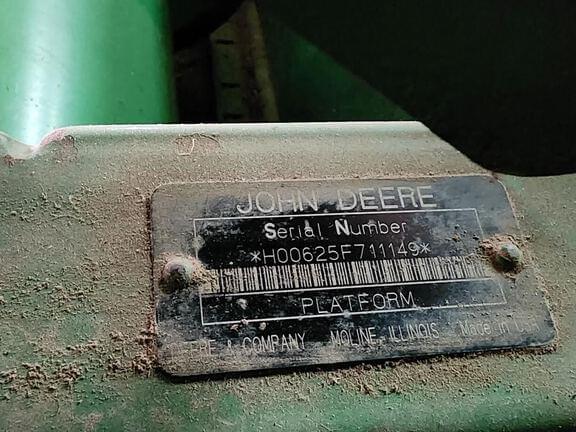 JOHN DEERE
Serial Number
*H00625F711149*
PLATFORM
& COMPANY MOLINE, ILLINOIS Made in